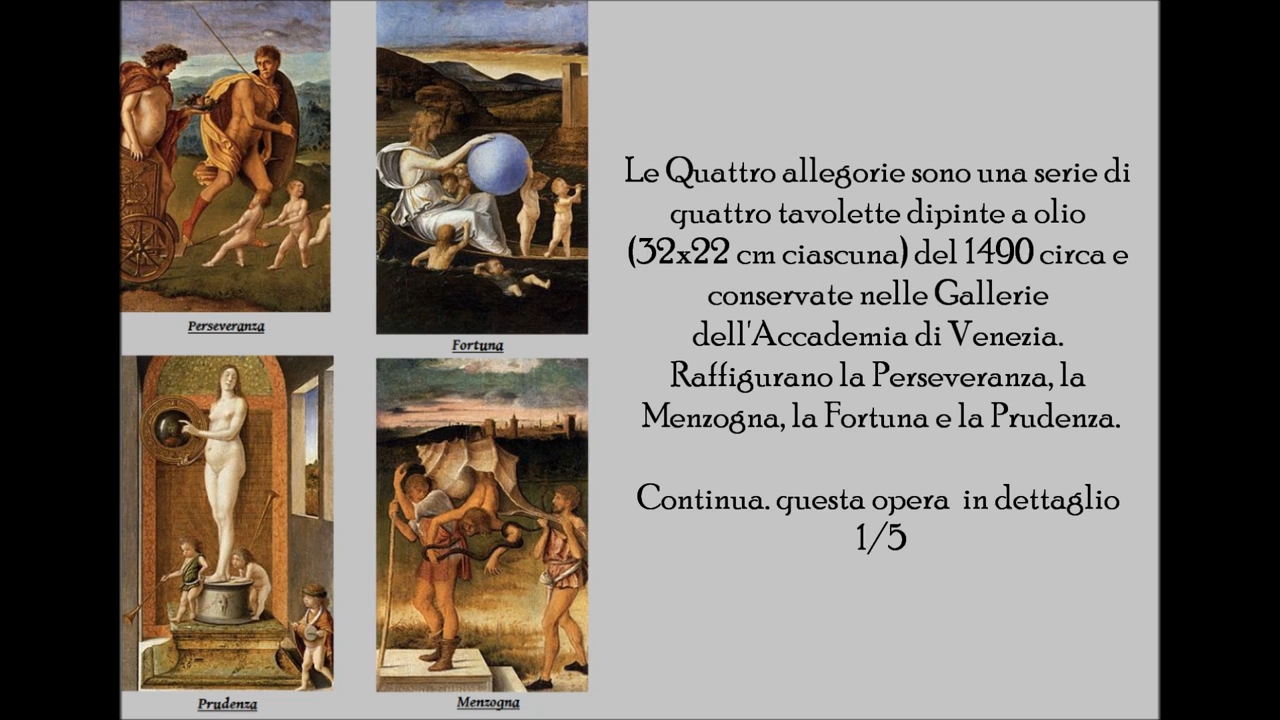 Perseveranza
Fortuna
Prudenza
Menzogna
Le Quattro allegorie sono una serie di
quattro tavolette dipinte a olio
(32x22 cm ciascuna) del 1490 circa e
conservate nelle Gallerie
dell'Accademia di Venezia.
Raffigurano la Perseveranza, la
Menzogna, la Fortuna e la Prudenza.
Continua. questa opera in dettaglio
1/5